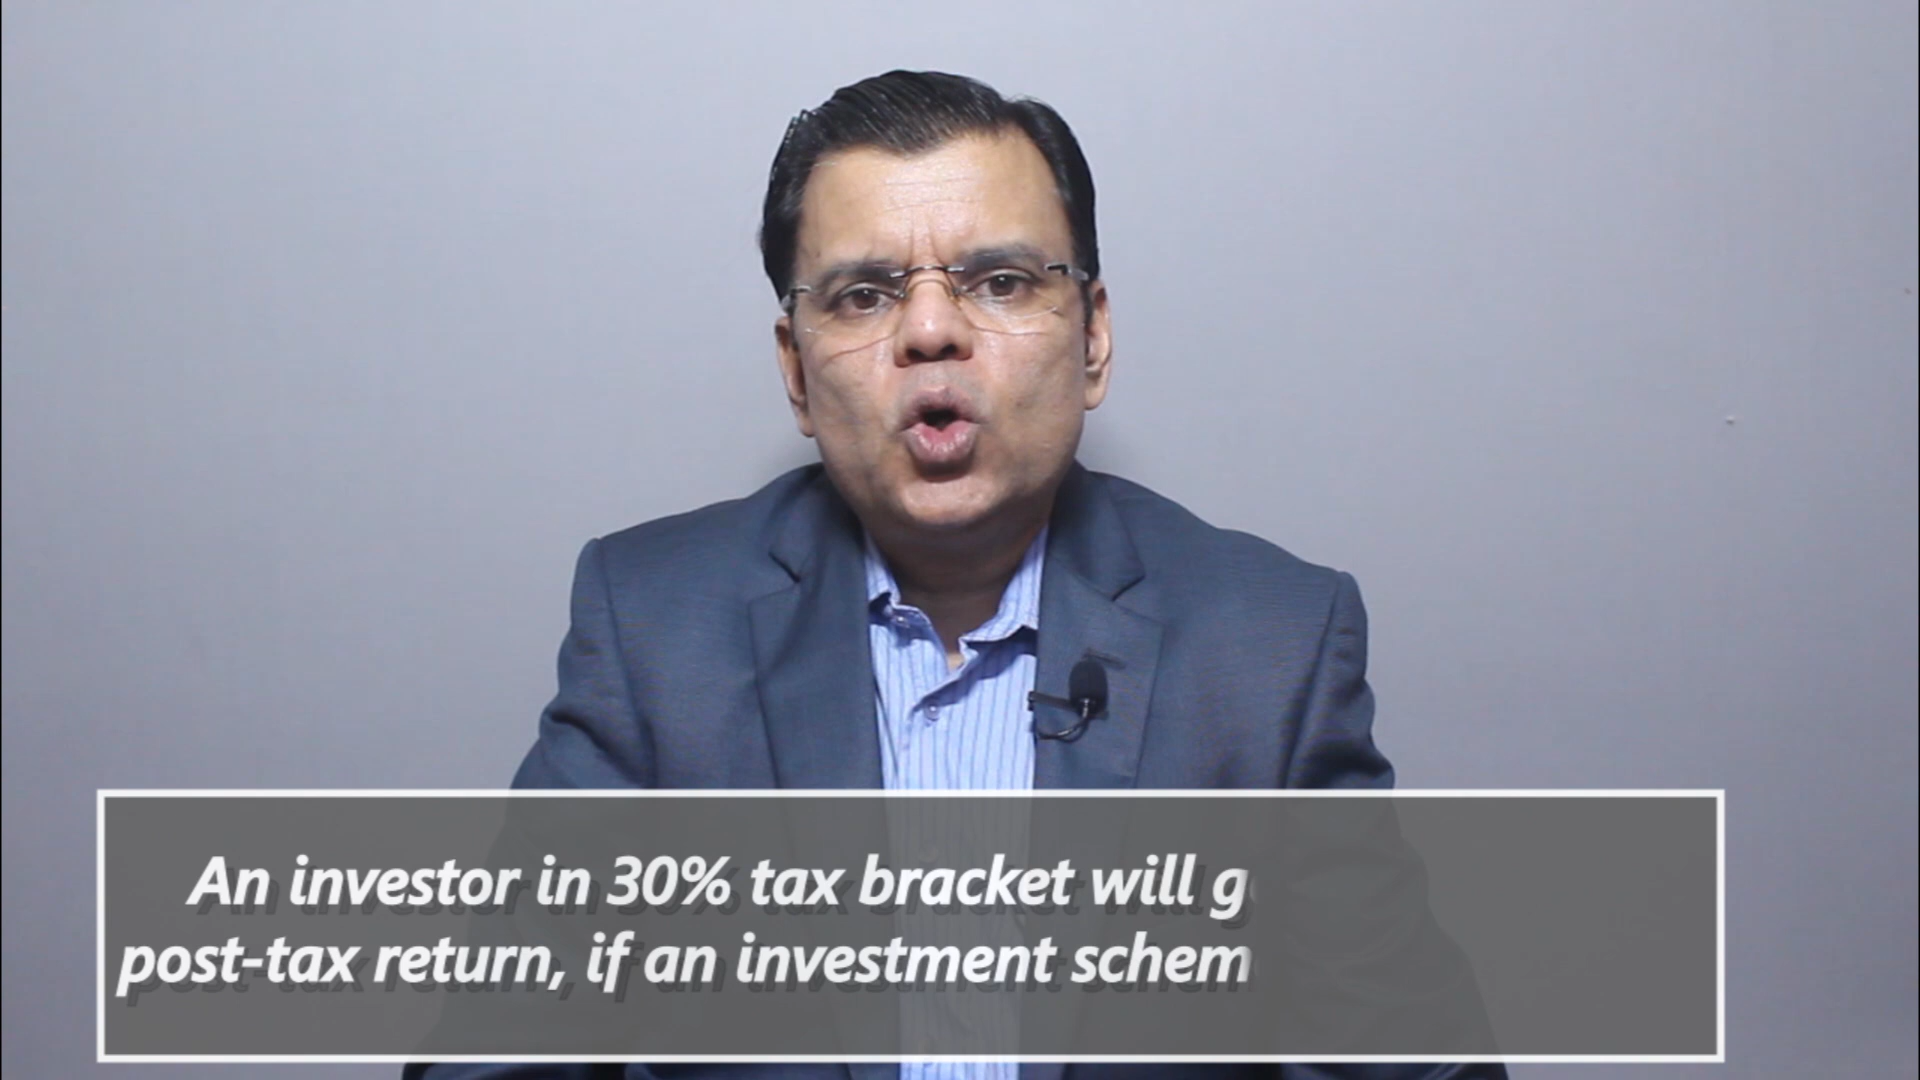 An investor in 30% tax bracket will
post-tax return, if an investment